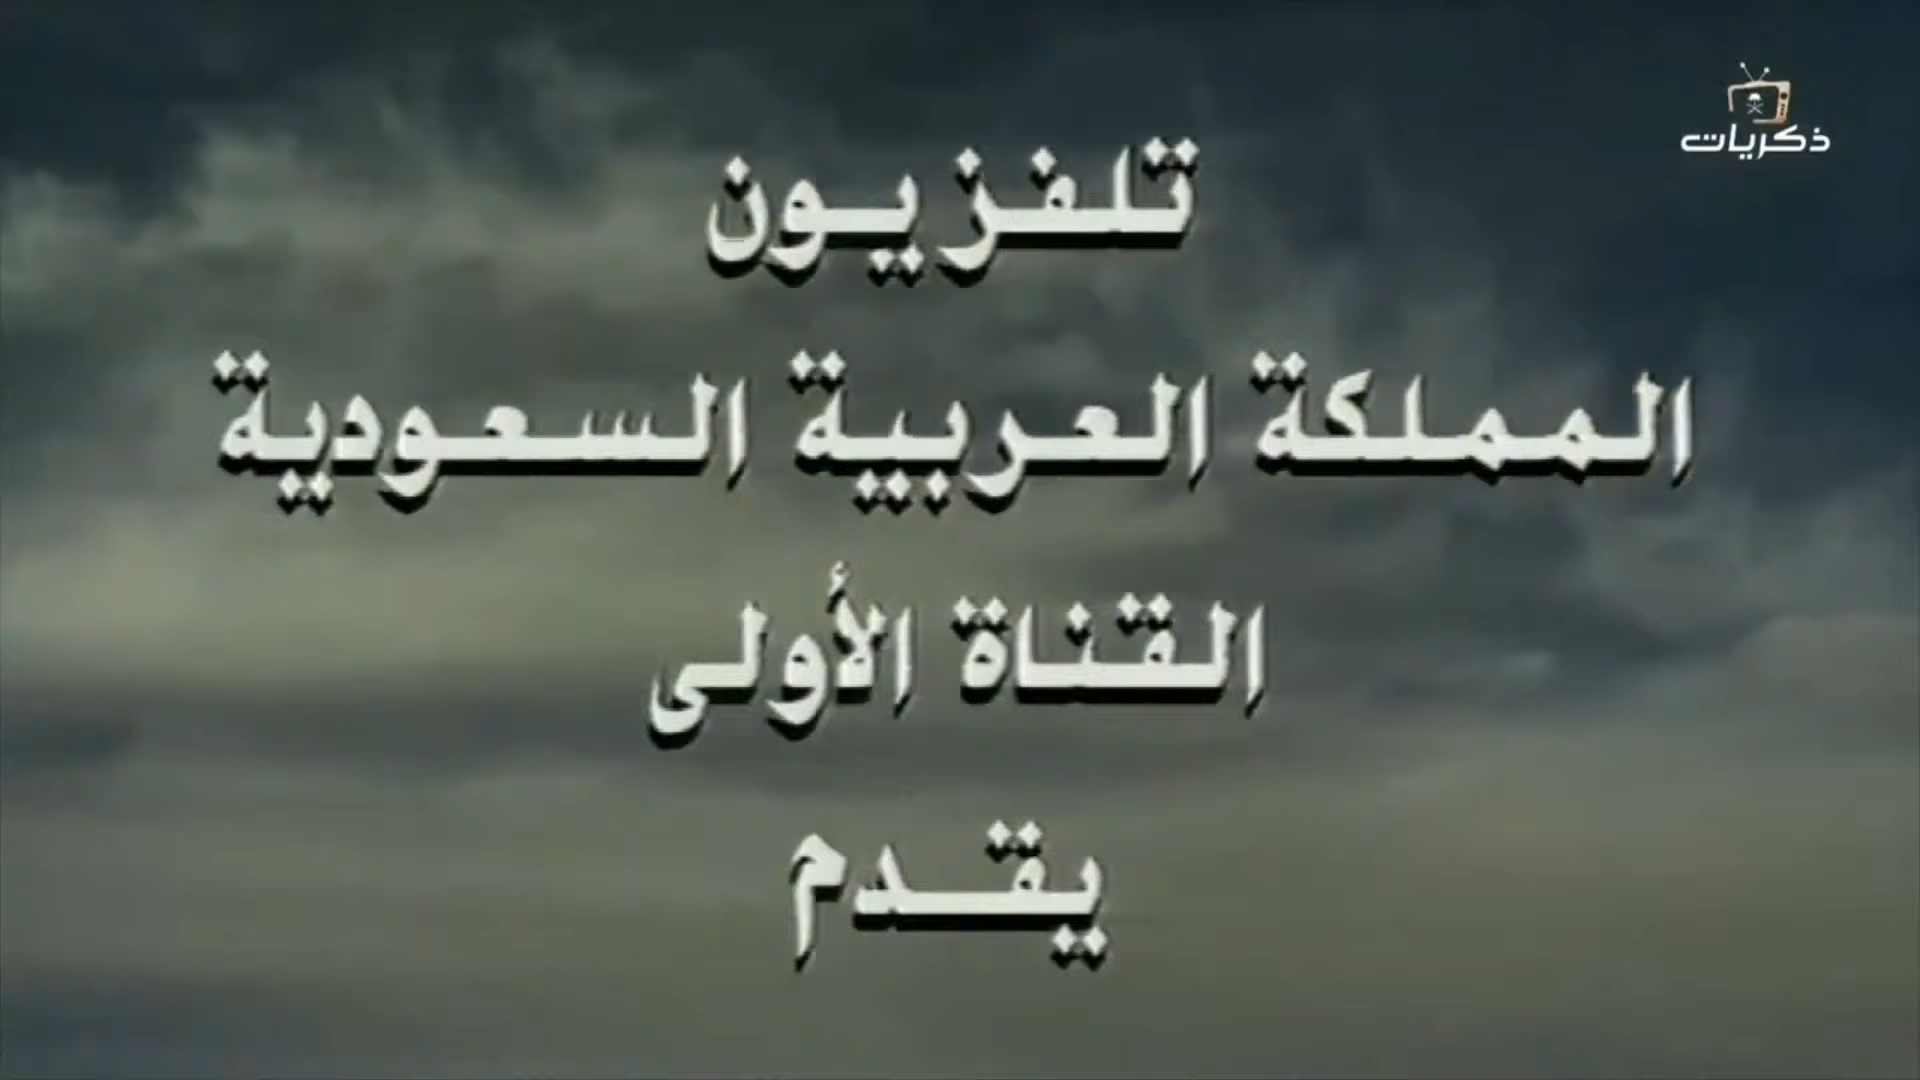 ذكريات
تلفزيون
المملكة العربية السعودية
القناة الأولى
يقدم